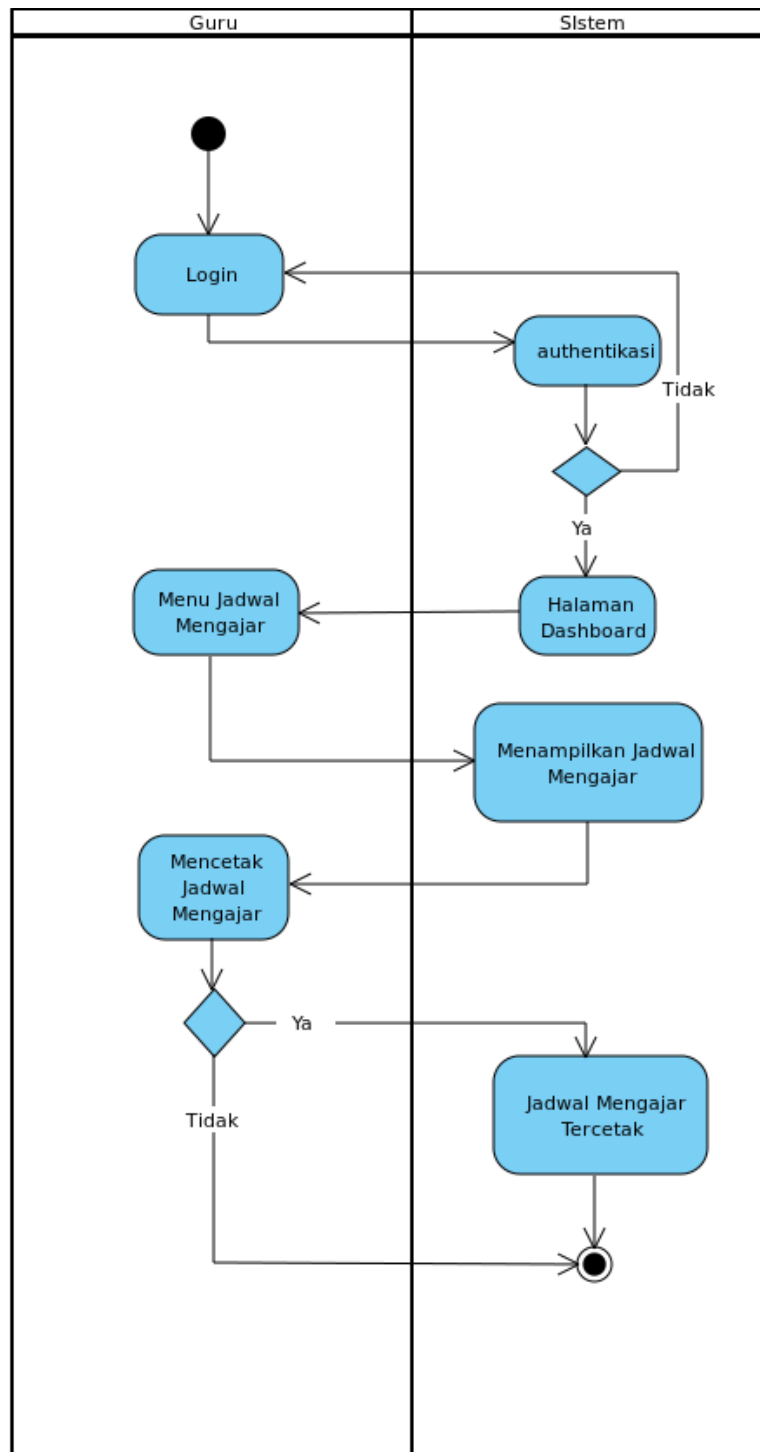 Guru
SIstem
Login
authentikasi
Tidak
Ya
Halaman
Dashboard
Menu Jadwal
Mengajar
Menampilkan Jadwal
Mengajar
Mencetak
Jadwal
Mengajar
Ya
Jadwal Mengajar
Tercetak
Tidak